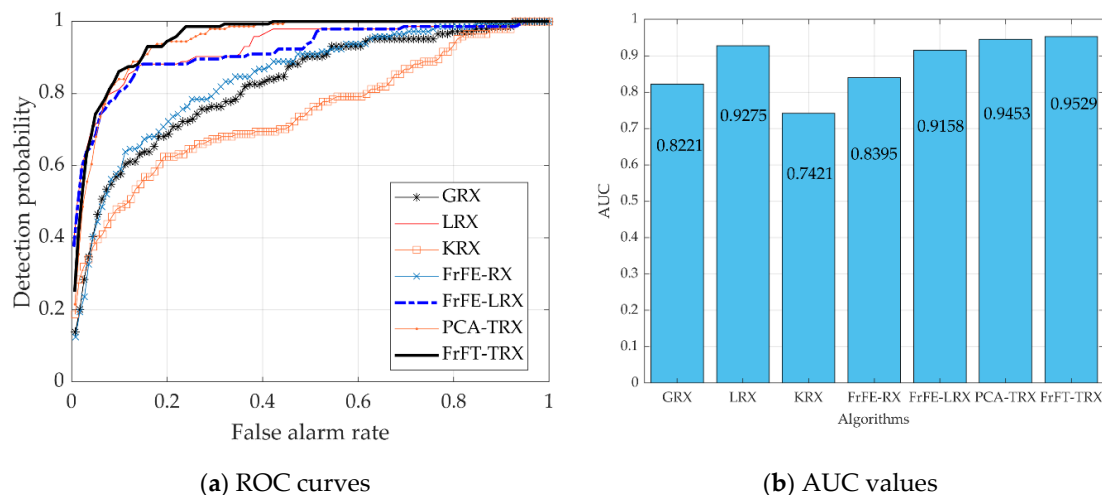 1
0.8
0.6
0.4
0.2
0
0 0.2 0.4 0.6 0.8 1
Detection probability
False alarm rate
GRX
LRX
KRX
FrFE-RX
FrFE-LRX
PCA-TRX
FrFT-TRX
(a) ROC curves
1
0.9
0.8
0.7
0.6
0.5
0.4
0.3
0.2
0.1
0
AUC
0.8221
0.9275
0.7421
0.8395
0.9158
0.9453
0.9529
GRX LRX KRX FrFE-RX FrFE-LRX PCA-TRX FrFT-TRX
Algorithms
(b) AUC values